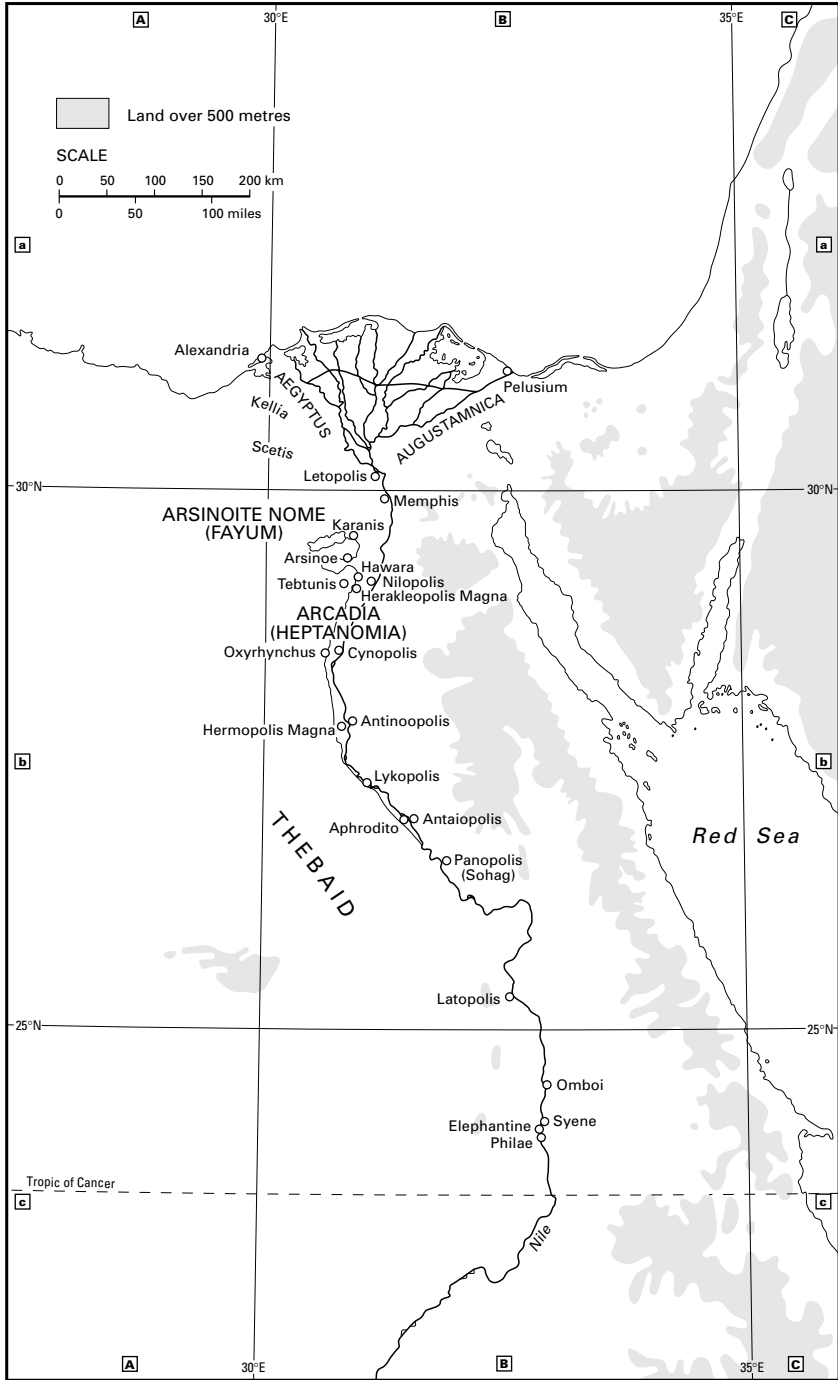 A
30°E
B
35°E
C
Land over 500 metres
SCALE
0 50 100 150 200 km
0 50 100 miles
a
a
Alexandria
Pelusium
AEGYPTUS
Kellia
AUGUSTAMNICA
Scetis
Letopolis
30°N
30°N
Memphis
ARSINOITE NOME
(FAYUM)
Karanis
Arsinoe
Hawara
Tebtunis
Nilopolis
Herakleopolis Magna
ARCADIA
(HEPTANOMIA)
Oxyrhynchus
Cynopolis
Antinoopolis
Hermopolis Magna
b
b
Lykopolis
Aphrodito
Antaiopolis
THEBAID
Red Sea
Panopolis
(Sohag)
Latopolis
25°N
25°N
Omboi
Elephantine
Syene
Philae
Tropic of Cancer
c
c
Nile
A
30°E
B
35°E
C